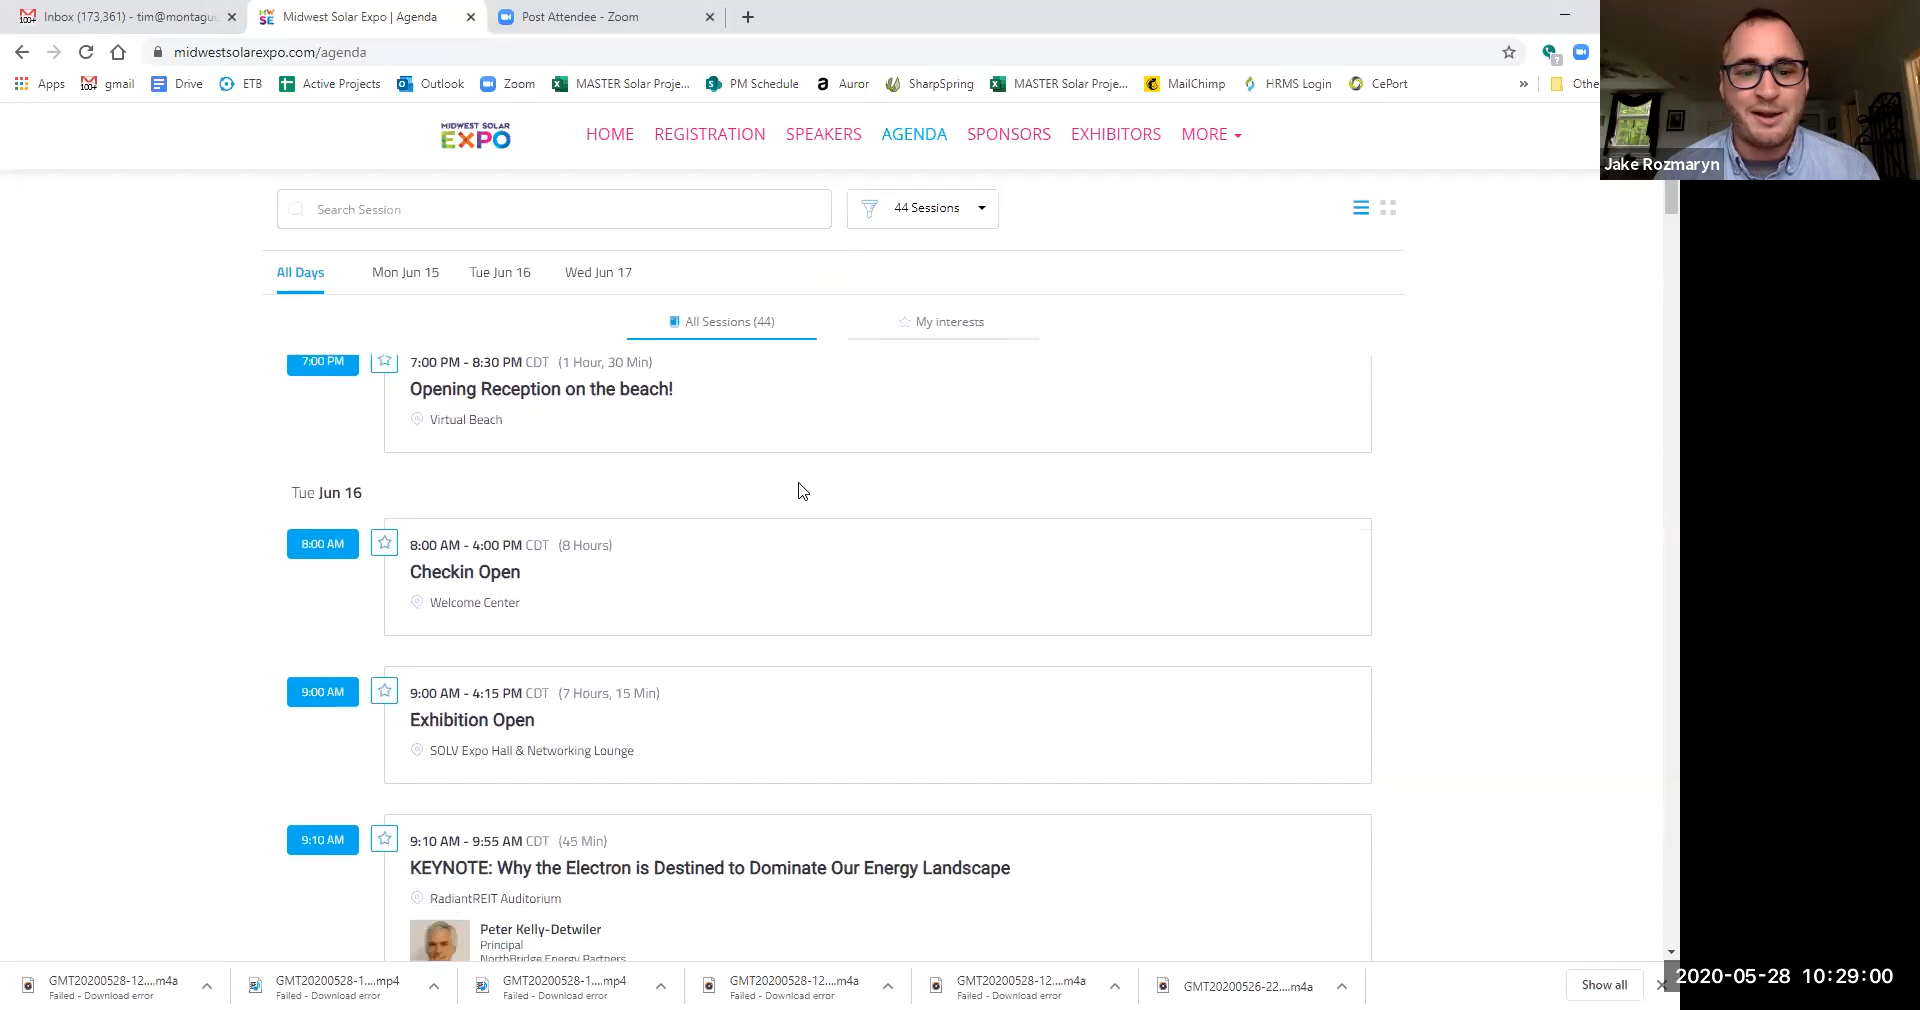 Inbox (173,361) - tim@montagu
Midwest Solar Expo | Agenda
Post Attendee - Zoom
midwestsolarexpo.com/agenda
Apps
gmail
Drive
ETB
Active Projects
Outlook
Zoom
MASTER Solar Proje...
PM Schedule
Auror
SharpSpring
MASTER Solar Proje...
MailChimp
HRMS Login
CePort
»
Othe
Jake Rozmaryn
MIDWEST SOLAR
EXPO
HOME
REGISTRATION
SPEAKERS
AGENDA
SPONSORS
EXHIBITORS
MORE
Search Session
44 Sessions
All Days
Mon Jun 15
Tue Jun 16
Wed Jun 17
All Sessions (44)
My interests
7:00 PM
7:00 PM - 8:30 PM CDT (1 Hour, 30 Min)
Opening Reception on the beach!
Virtual Beach
Tue Jun 16
8:00 AM
8:00 AM - 4:00 PM CDT (8 Hours)
Checkin Open
Welcome Center
9:00 AM
9:00 AM - 4:15 PM CDT (7 Hours, 15 Min)
Exhibition Open
SOLV Expo Hall & Networking Lounge
9:10 AM
9:10 AM - 9:55 AM CDT (45 Min)
KEYNOTE: Why the Electron is Destined to Dominate Our Energy Landscape
RadiantREIT Auditorium
Peter Kelly-Detwiler
Principal
NorthBridge Energy Partners
GMT20200528-12....m4a
Failed - Download error
GMT20200528-1....mp4
Failed - Download error
GMT20200528-1....mp4
Failed - Download error
GMT20200528-12....m4a
Failed - Download error
GMT20200528-12....m4a
Failed - Download error
GMT20200526-22....m4a
Show all
2020-05-28 10:29:00